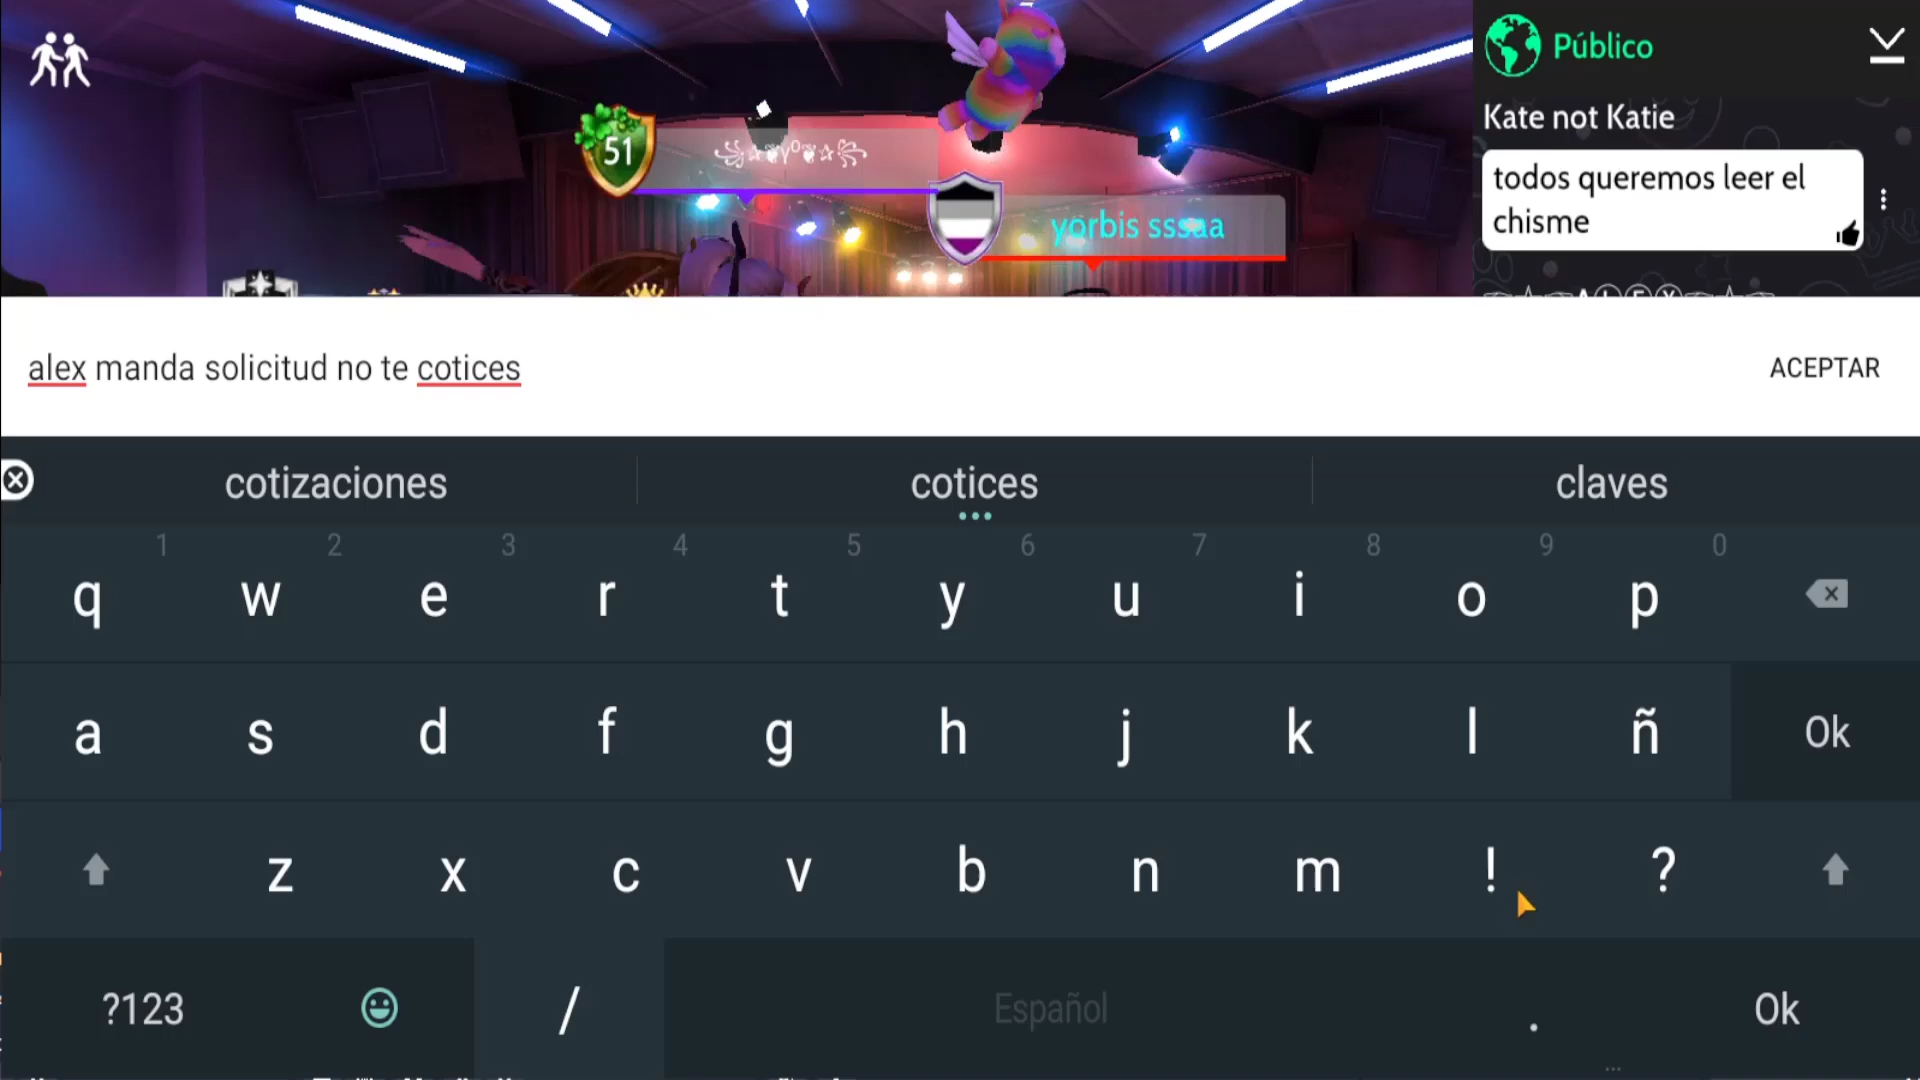 Público
Kate not Katie
todos queremos leer el
chisme
51
yorbis sssaa
alex manda solicitud no te cotices
ACEPTAR
cotizaciones cotices claves
1 2 3 4 5 6 7 8 9 0
q w e r t y u i o p
a s d f g h j k l ñ Ok
z x c v b n m ! ?
?123 / Español . Ok